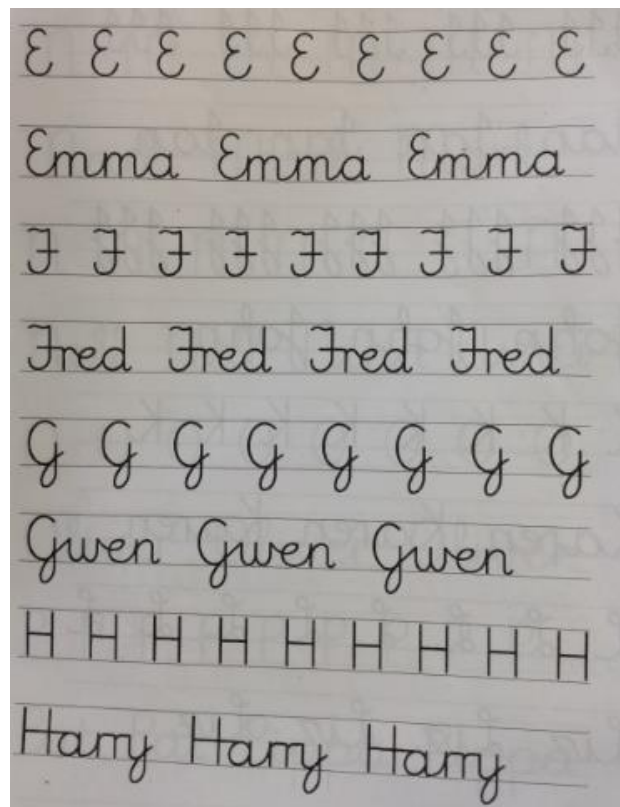 E E E E E E E E E
Emma Emma Emma
F F F F F F F F F
Fred Fred Fred Fred
G G G G G G G G
Gwen Gwen Gwen
H H H H H H H H H
Harry Harry Harry